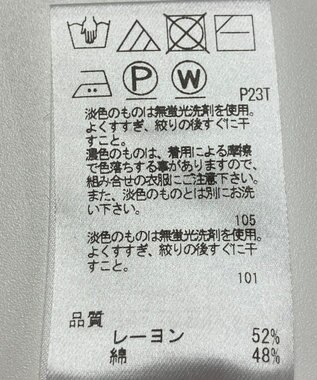 P W
P23T
淡色のものは無蛍光洗剤を使用。
よくすすぎ、絞りの後すぐに干
すこと。
濃色のものは、着用による摩擦
で色落ちする事がありますので、
組み合せの衣服にご注意下さい。
また、淡色のものとは別にお洗
い下さい。
105
淡色のものは無蛍光洗剤を使用。
よくすすぎ、絞りの後すぐに干
すこと。
101
品質
レーヨン 52%
綿 48%